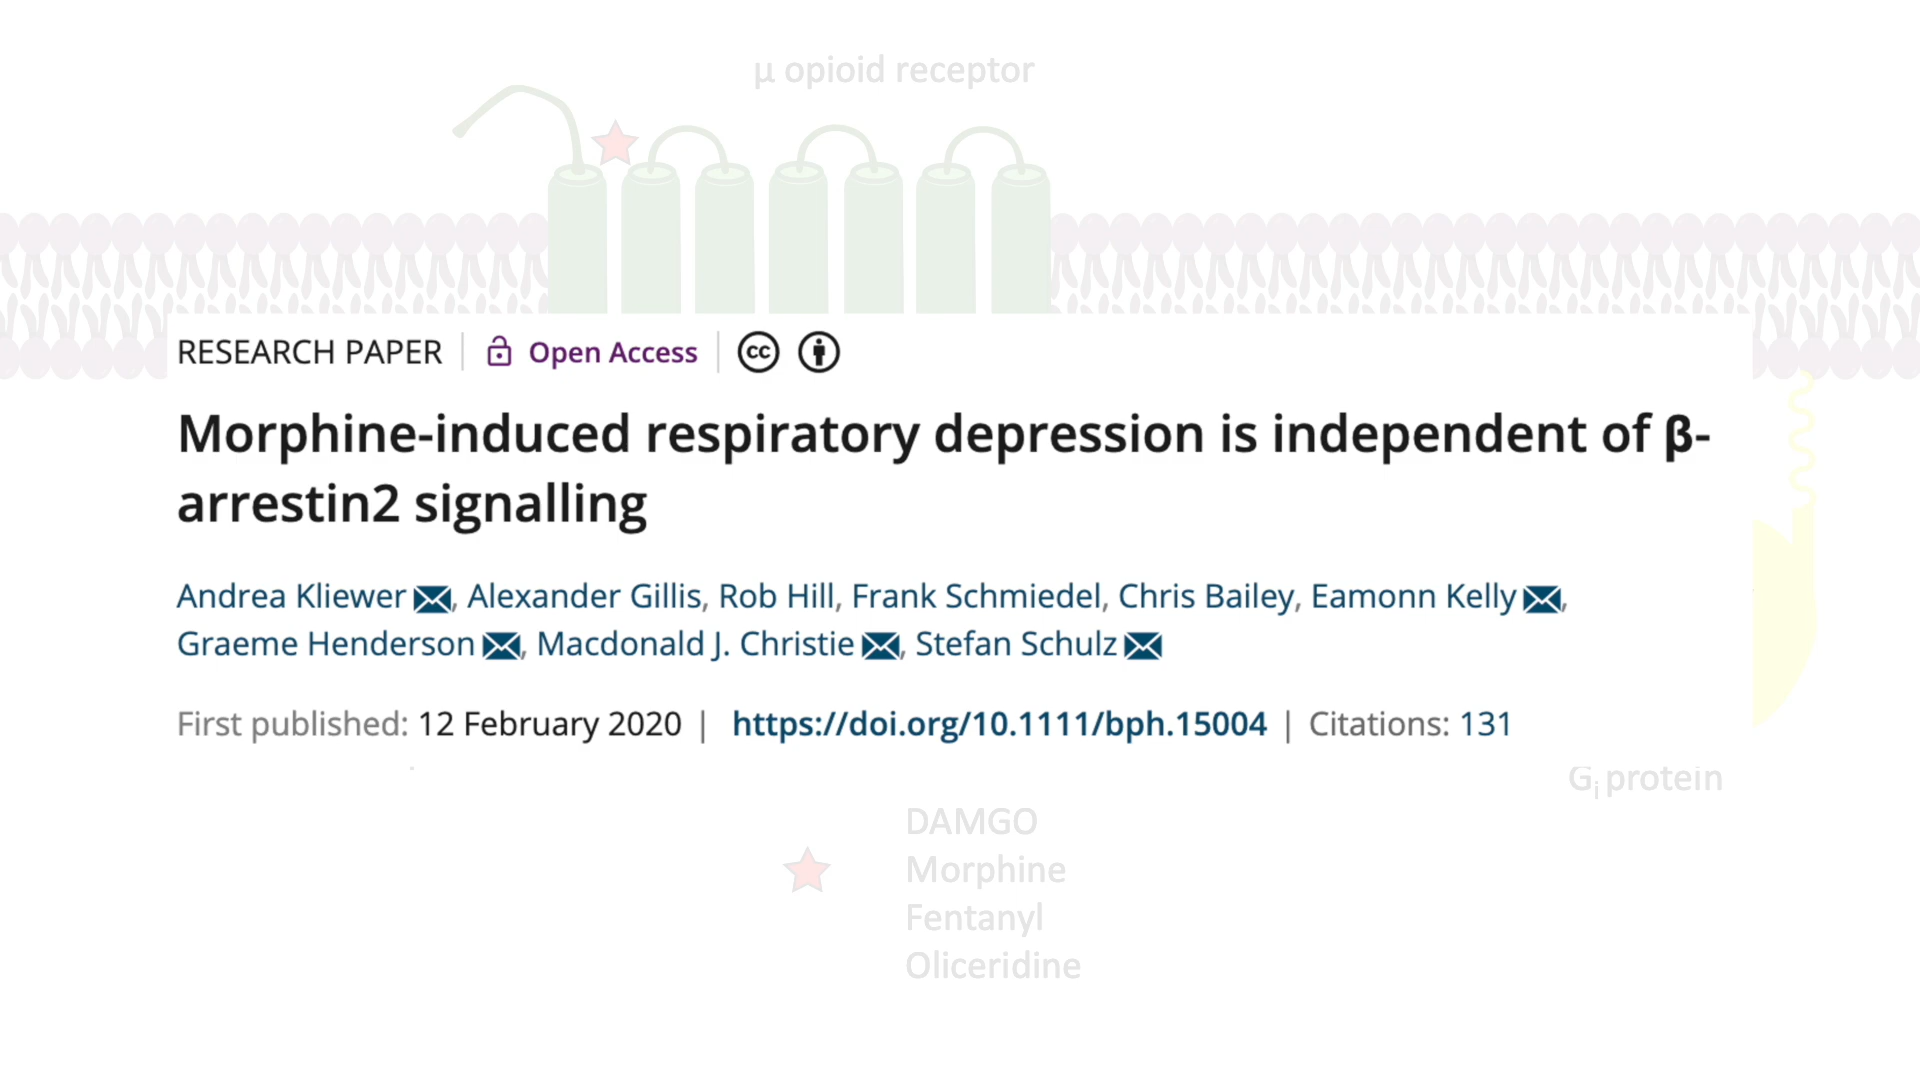 μ opioid receptor
RESEARCH PAPER | Open Access | cc
Morphine-induced respiratory depression is independent of β-
arrestin2 signalling
Andrea Kliewer, Alexander Gillis, Rob Hill, Frank Schmiedel, Chris Bailey, Eamonn Kelly,
Graeme Henderson, Macdonald J. Christie, Stefan Schulz
First published: 12 February 2020 | https://doi.org/10.1111/bph.15004 | Citations: 131
Gi protein
DAMGO
Morphine
Fentanyl
Oliceridine